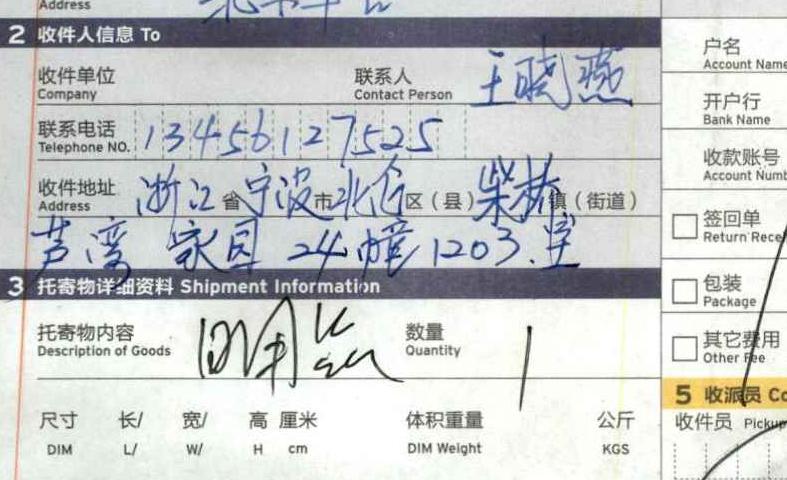 Address
2 收件人信息 To
收件单位 联系人 王晓燕
Company Contact Person
联系电话 13456127525
Telephone NO.
收件地址 浙江省宁波市北仑区(县)柴桥镇(街道)
Address
芦湾家园24幢1203.室
3 托寄物详细资料 Shipment Information
托寄物内容 数量 1
Description of Goods Quantity
尺寸 长/ 宽/ 高 厘米 体积重量 公斤
DIM L/ W/ H cm DIM Weight KGS
户名
Account Name
开户行
Bank Name
收款账号
Account Numb
签回单
Return Rece
包装
Package
其它费用
Other Fee
5 收派员 Co
收件员 Pickup